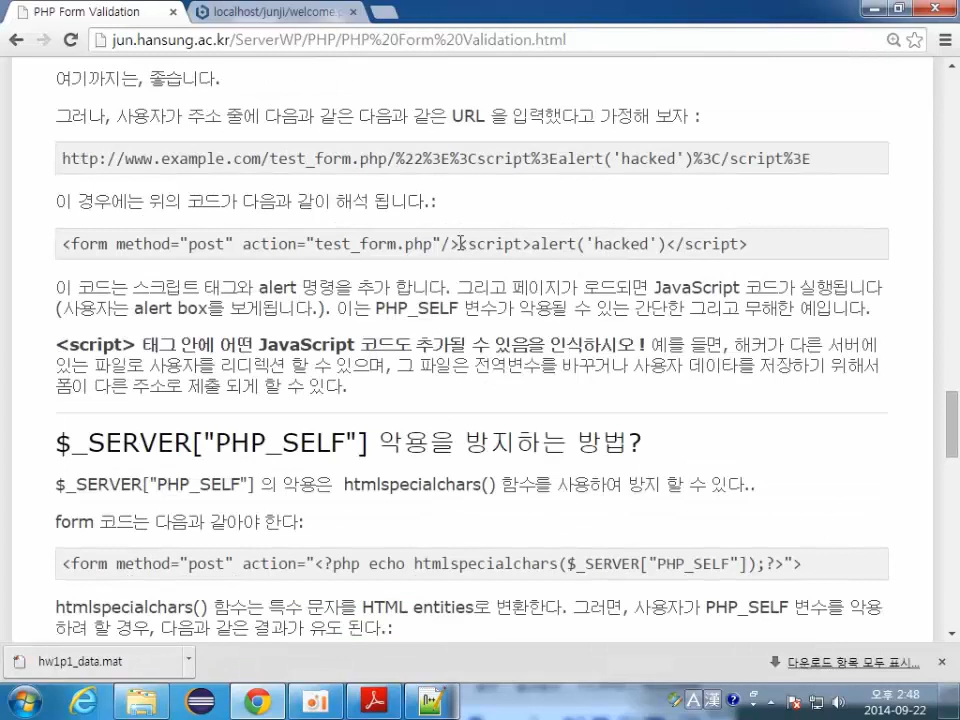 PHP Form Validation
localhost/junji/welcome.p
jun.hansung.ac.kr/ServerWP/PHP/PHP%20Form%20Validation.html
여기까지는, 좋습니다.
그러나, 사용자가 주소 줄에 다음과 같은 다음과 같은 URL 을 입력했다고 가정해 보자 :
http://www.example.com/test_form.php/%22%3E%3Cscript%3Ealert('hacked')%3C/script%3E
이 경우에는 위의 코드가 다음과 같이 해석 됩니다.:
<form method="post" action="test_form.php"/><script>alert('hacked')</script>
이 코드는 스크립트 태그와 alert 명령을 추가 합니다. 그리고 페이지가 로드되면 JavaScript 코드가 실행됩니다
(사용자는 alert box를 보게됩니다.). 이는 PHP_SELF 변수가 악용될 수 있는 간단한 그리고 무해한 예입니다.
<script> 태그 안에 어떤 JavaScript 코드도 추가될 수 있음을 인식하시오 ! 예를 들면, 해커가 다른 서버에
있는 파일로 사용자를 리디렉션 할 수 있으며, 그 파일은 전역변수를 바꾸거나 사용자 데이타를 저장하기 위해서
폼이 다른 주소로 제출 되게 할 수 있다.
$_SERVER["PHP_SELF"] 악용을 방지하는 방법?
$_SERVER["PHP_SELF"] 의 악용은 htmlspecialchars() 함수를 사용하여 방지 할 수 있다..
form 코드는 다음과 같아야 한다:
<form method="post" action="<?php echo htmlspecialchars($_SERVER["PHP_SELF"]);?>">
htmlspecialchars() 함수는 특수 문자를 HTML entities로 변환한다. 그러면, 사용자가 PHP_SELF 변수를 악용
하려 할 경우, 다음과 같은 결과가 유도 된다.:
hw1p1_data.mat
다운로드 항목 모두 표시...
A 漢
오후 2:48
2014-09-22